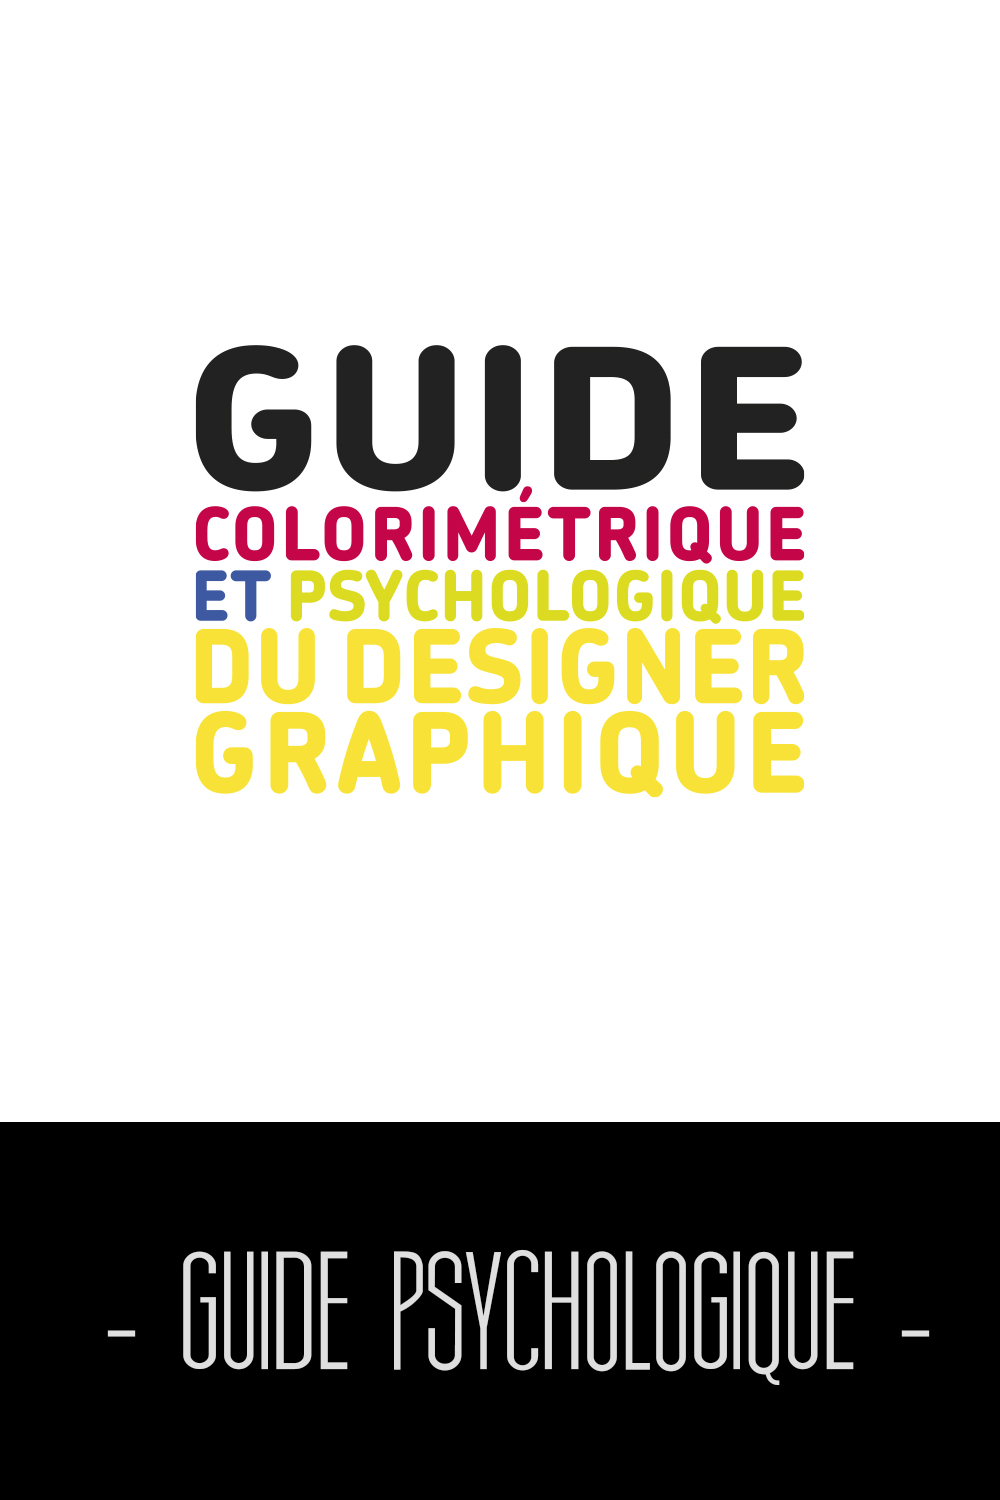 GUIDE
COLORIMÉTRIQUE
ET PSYCHOLOGIQUE
DU DESIGNER
GRAPHIQUE
- GUIDE PSYCHOLOGIQUE -